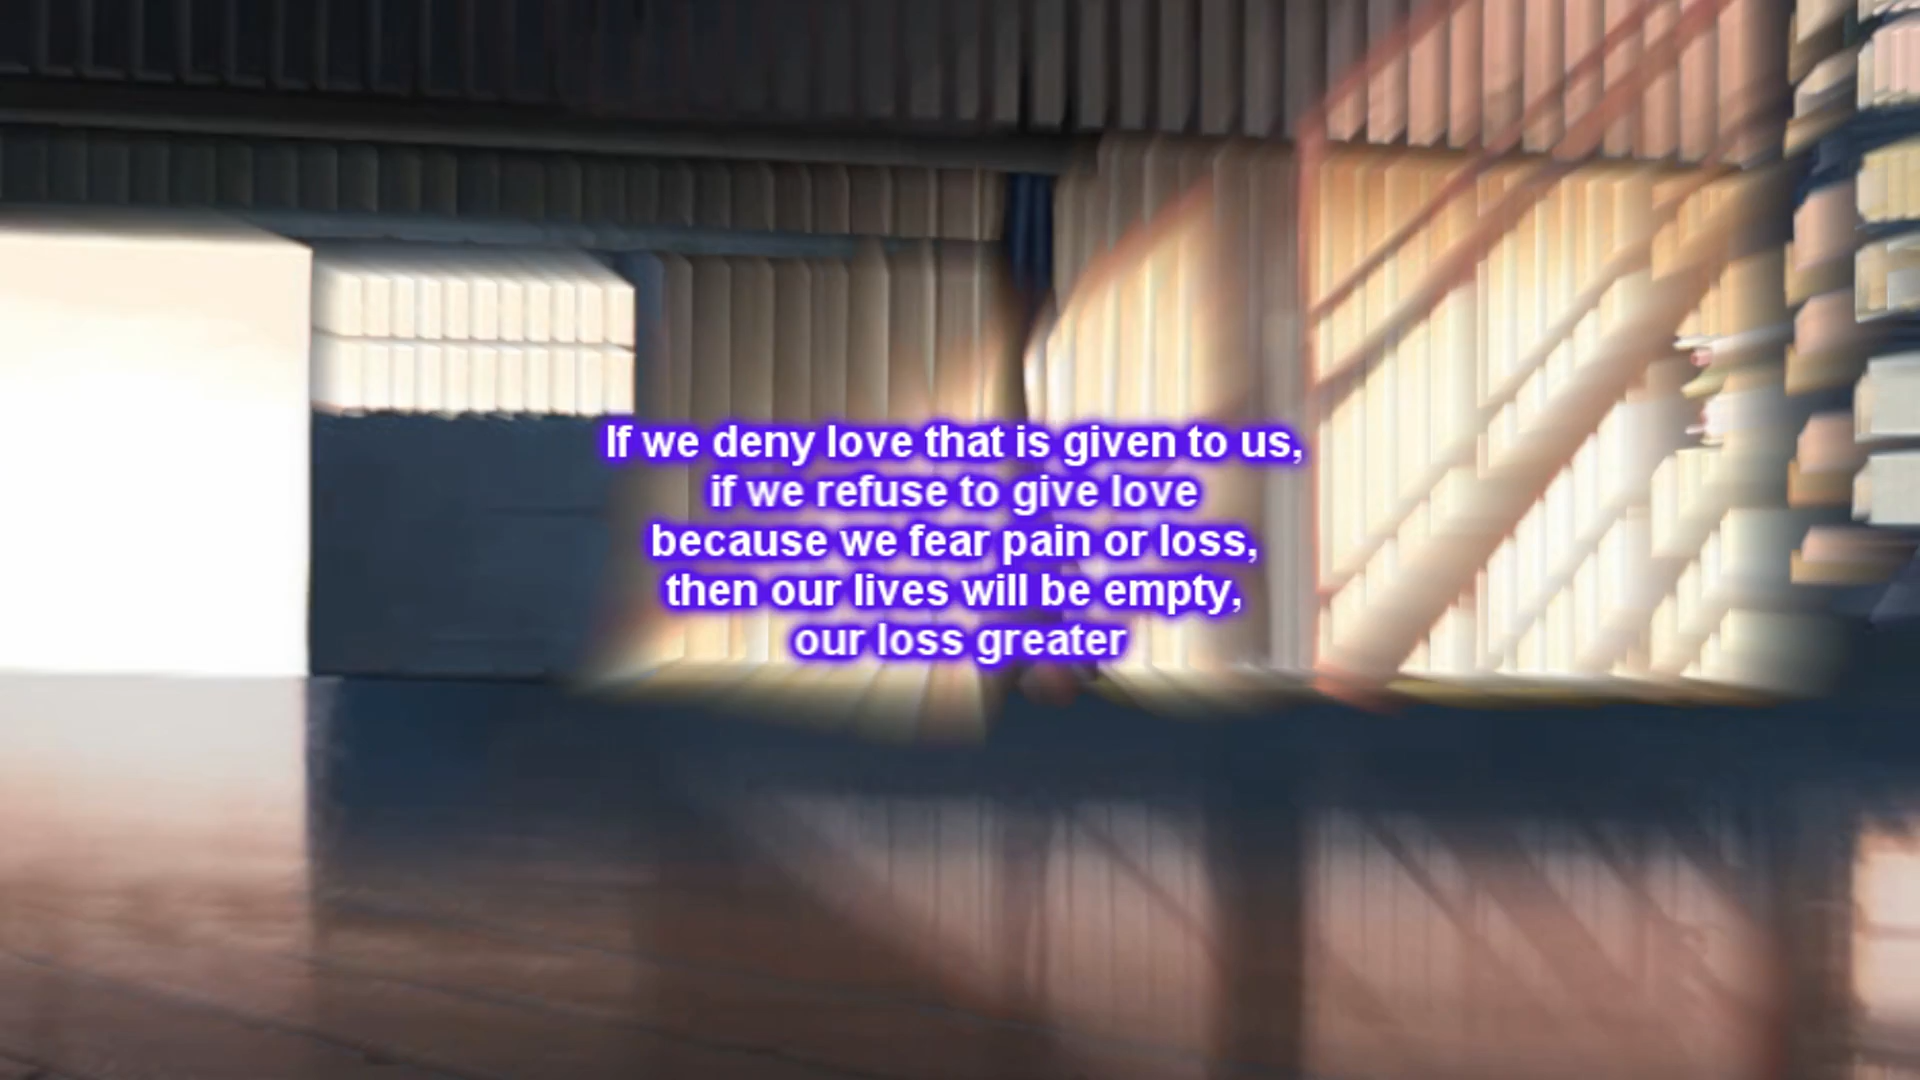 If we deny love that is given to us,
if we refuse to give love
because we fear pain or loss,
then our lives will be empty,
our loss greater